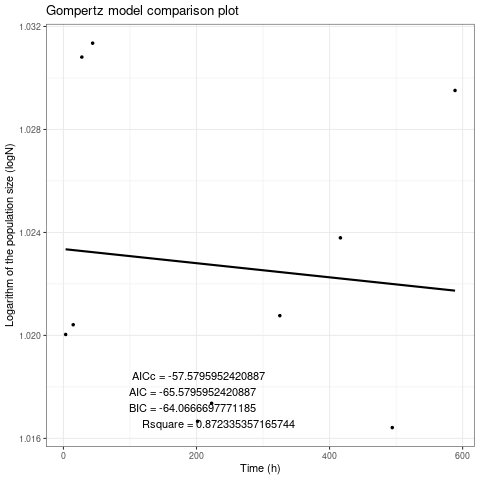 Gompertz model comparison plot
Logarithm of the population size (logN)
1.032
1.028
1.024
1.020
1.016
AICc = -57.5795952420887
AIC = -65.5795952420887
BIC = -64.0666697771185
Rsquare = 0.872335357165744
0
200
400
600
Time (h)